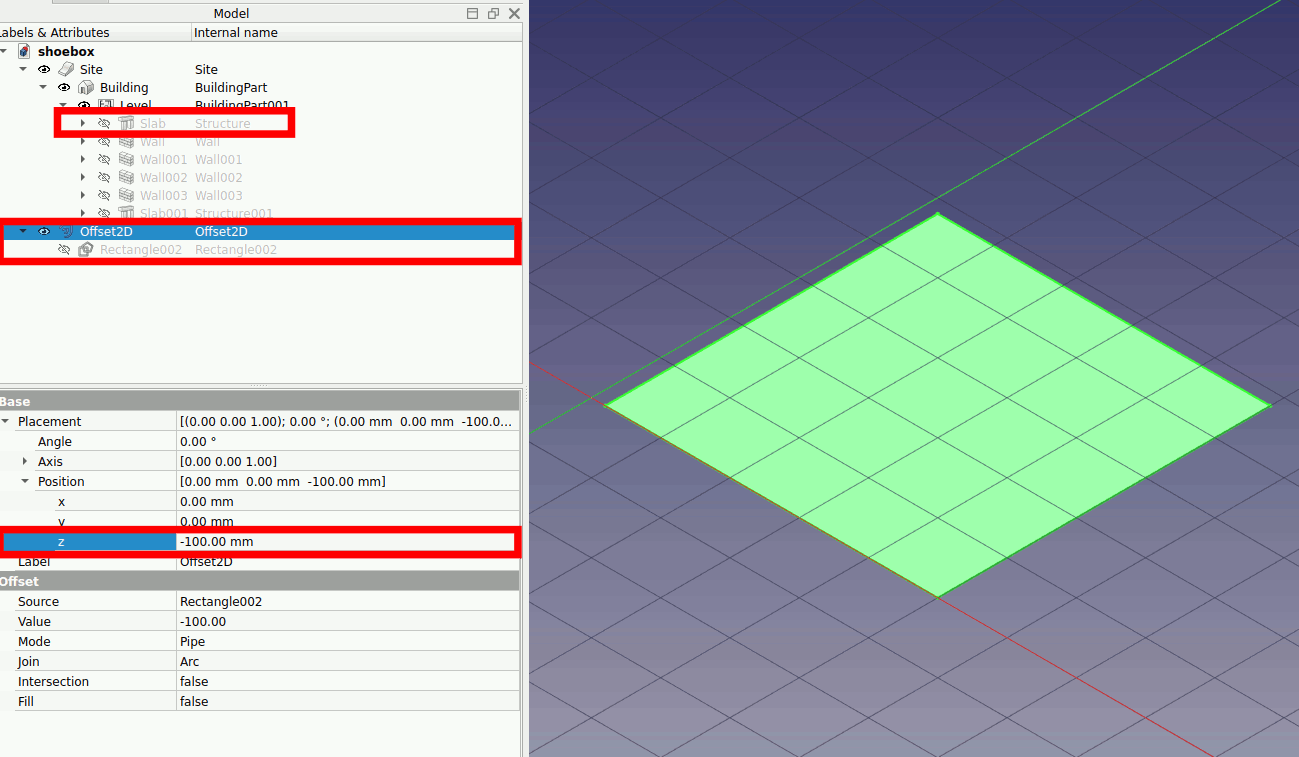 Model
Labels & Attributes Internal name
shoebox
Site Site
Building BuildingPart
Level BuildingPart001
Slab Structure
Wall Wall
Wall001 Wall001
Wall002 Wall002
Wall003 Wall003
Slab001 Structure001
Offset2D Offset2D
Rectangle002 Rectangle002
Base
Placement [(0.00 0.00 1.00); 0.00 °; (0.00 mm 0.00 mm -100.0...
Angle 0.00 °
Axis [0.00 0.00 1.00]
Position [0.00 mm 0.00 mm -100.00 mm]
x 0.00 mm
y 0.00 mm
z -100.00 mm
Label Offset2D
Offset
Source Rectangle002
Value -100.00
Mode Pipe
Join Arc
Intersection false
Fill false